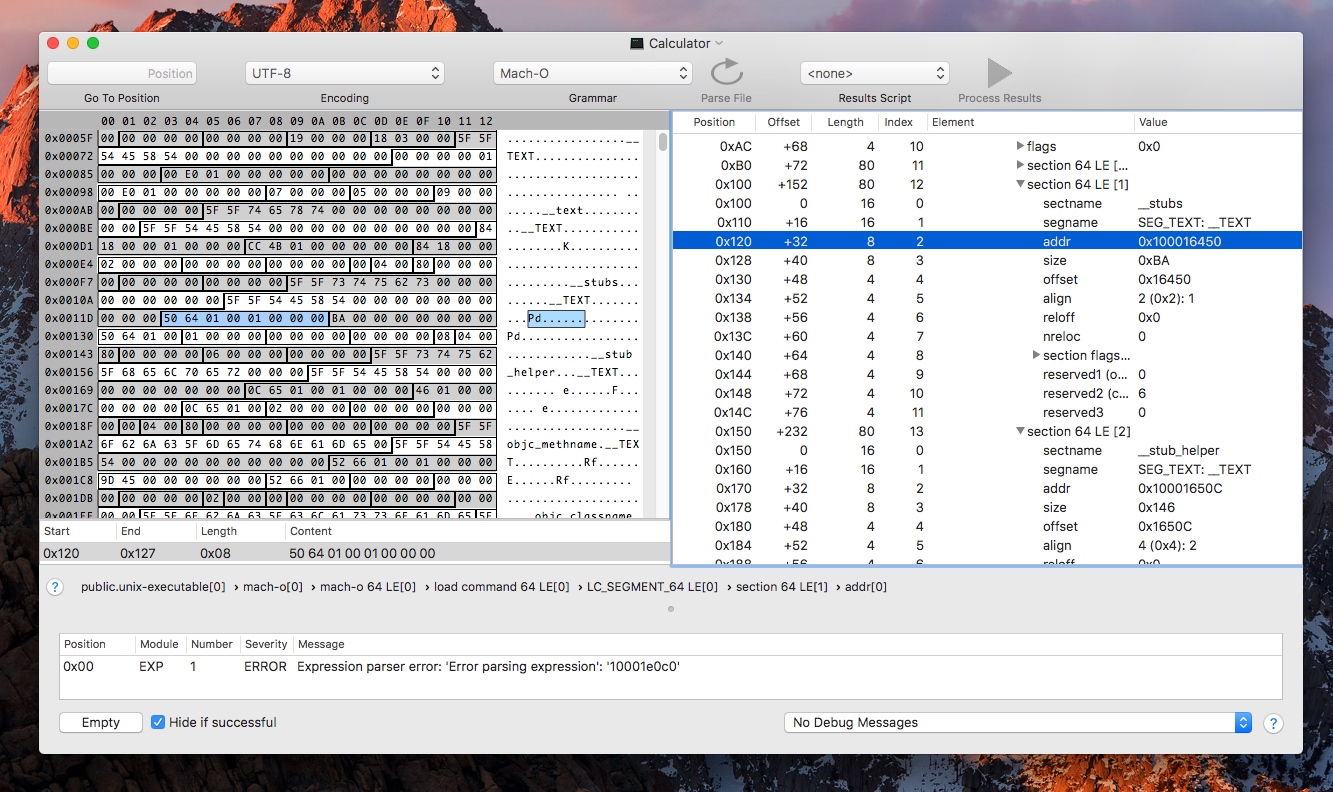 Calculator
Position UTF-8 Mach-O <none>
Go To Position Encoding Grammar Parse File Results Script Process Results
00 01 02 03 04 05 06 07 08 09 0A 0B 0C 0D 0E 0F 10 11 12
0x0005F 00 00 00 00 00 00 00 00 00 19 00 00 00 18 03 00 00 5F 5F .................__
0x00072 54 45 58 54 00 00 00 00 00 00 00 00 00 00 00 00 00 00 01 TEXT...............
0x00085 00 00 00 00 E0 01 00 00 00 00 00 00 00 00 00 00 00 00 00 ...................
0x00098 00 E0 01 00 00 00 00 00 07 00 00 00 05 00 00 00 09 00 00
0x000AB 00 00 00 00 00 5F 5F 74 65 78 74 00 00 00 00 00 00 00 00 .....__text........
0x000BE 00 00 5F 5F 54 45 58 54 00 00 00 00 00 00 00 00 00 00 84 ..__TEXT...........
0x000D1 18 00 00 01 00 00 00 CC 4B 01 00 00 00 00 00 84 18 00 00 ........K..........
0x000E4 02 00 00 00 00 00 00 00 00 00 00 00 00 04 00 80 00 00 00 ...................
0x000F7 00 00 00 00 00 00 00 00 00 5F 5F 73 74 75 62 73 00 00 00 .........__stubs...
0x0010A 00 00 00 00 00 00 5F 5F 54 45 58 54 00 00 00 00 00 00 00 ......__TEXT.......
0x0011D 00 00 00 50 64 01 00 01 00 00 00 BA 00 00 00 00 00 00 00 ...Pd..............
0x00130 50 64 01 00 01 00 00 00 00 00 00 00 00 00 00 00 08 04 00 Pd.................
0x00143 80 00 00 00 00 06 00 00 00 00 00 00 00 5F 5F 73 74 75 62 .............__stub
0x00156 5F 68 65 6C 70 65 72 00 00 00 5F 5F 54 45 58 54 00 00 00 _helper...__TEXT...
0x00169 00 00 00 00 00 00 00 0C 65 01 00 01 00 00 00 46 01 00 00 ........e......F...
0x0017C 00 00 00 00 0C 65 01 00 02 00 00 00 00 00 00 00 00 00 00
0x0018F 00 00 04 00 80 00 00 00 00 00 00 00 00 00 00 00 00 5F 5F .................__
0x001A2 6F 62 6A 63 5F 6D 65 74 68 6E 61 6D 65 00 5F 5F 54 45 58 objc_methname.__TEX
0x001B5 54 00 00 00 00 00 00 00 00 00 00 52 66 01 00 01 00 00 00 T..........Rf......
0x001C8 9D 45 00 00 00 00 00 00 52 66 01 00 00 00 00 00 00 00 00 .E......Rf.........
0x001DB 00 00 00 00 00 02 00 00 00 00 00 00 00 00 00 00 00 00 00 ...................
Start End Length Content
0x120 0x127 0x08 50 64 01 00 01 00 00 00
Position Offset Length Index Element Value
0xAC +68 4 10 flags 0x0
0xB0 +72 80 11 section 64 LE [...
0x100 +152 80 12 section 64 LE [1]
0x100 0 16 0 sectname __stubs
0x110 +16 16 1 segname SEG_TEXT: __TEXT
0x120 +32 8 2 addr 0x100016450
0x128 +40 8 3 size 0xBA
0x130 +48 4 4 offset 0x16450
0x134 +52 4 5 align 2 (0x2): 1
0x138 +56 4 6 reloff 0x0
0x13C +60 4 7 nreloc 0
0x140 +64 4 8 section flags...
0x144 +68 4 9 reserved1 (o... 0
0x148 +72 4 10 reserved2 (c... 6
0x14C +76 4 11 reserved3 0
0x150 +232 80 13 section 64 LE [2]
0x150 0 16 0 sectname __stub_helper
0x160 +16 16 1 segname SEG_TEXT: __TEXT
0x170 +32 8 2 addr 0x10001650C
0x178 +40 8 3 size 0x146
0x180 +48 4 4 offset 0x1650C
0x184 +52 4 5 align 4 (0x4): 2
0x188 +56 4 6 reloff 0x0
? public.unix-executable[0] › mach-o[0] › mach-o 64 LE[0] › load command 64 LE[0] › LC_SEGMENT_64 LE[0] › section 64 LE[1] › addr[0]
Position Module Number Severity Message
0x00 EXP 1 ERROR Expression parser error: 'Error parsing expression': '10001e0c0'
Empty Hide if successful No Debug Messages ?